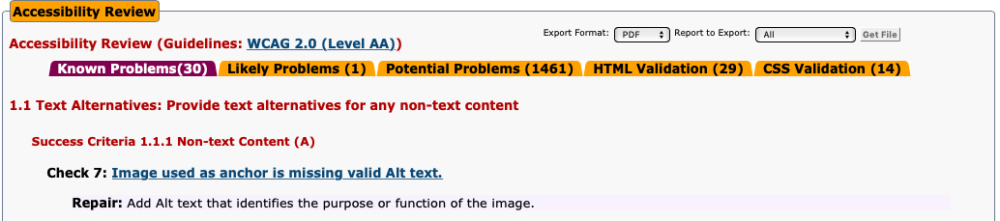 Accessibility Review
Accessibility Review (Guidelines: WCAG 2.0 (Level AA)) Export Format: PDF Report to Export: All Get File
Known Problems(30) Likely Problems (1) Potential Problems (1461) HTML Validation (29) CSS Validation (14)
1.1 Text Alternatives: Provide text alternatives for any non-text content
Success Criteria 1.1.1 Non-text Content (A)
Check 7: Image used as anchor is missing valid Alt text.
Repair: Add Alt text that identifies the purpose or function of the image.